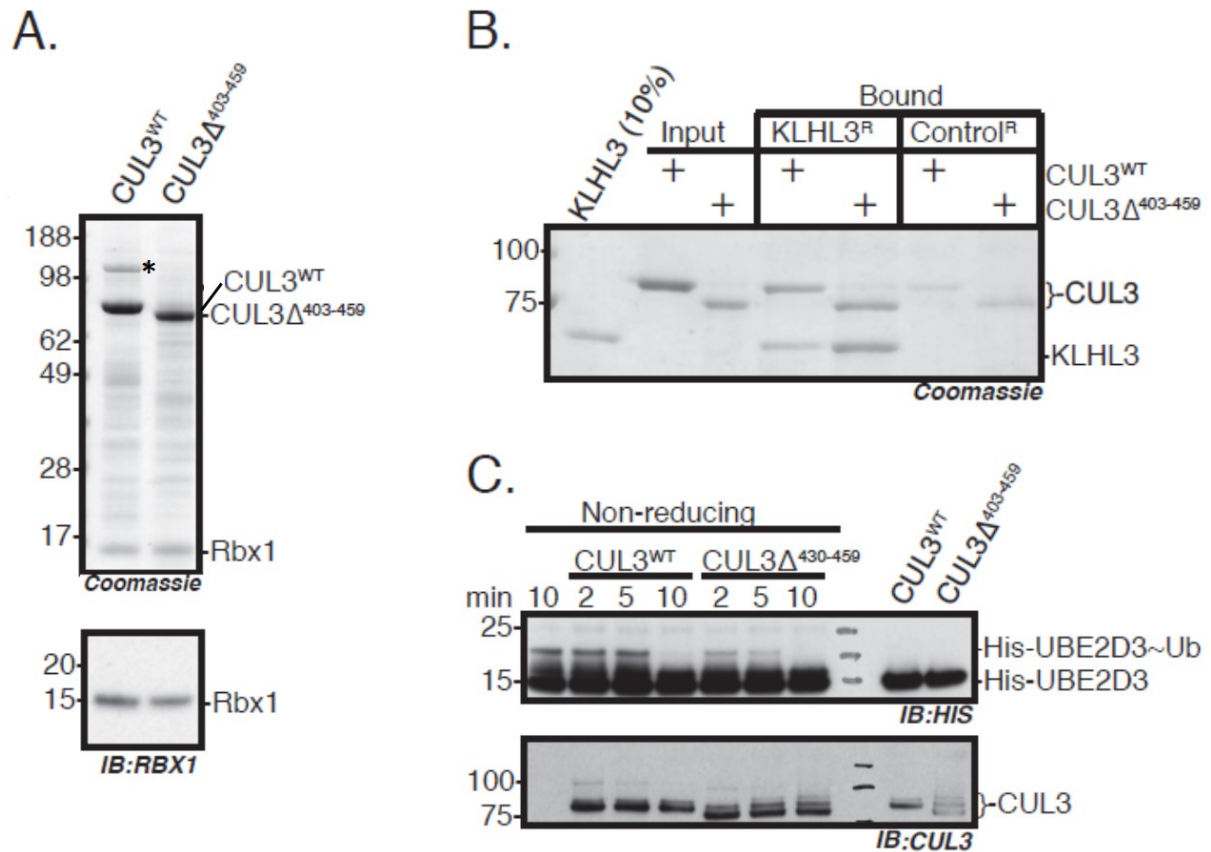 A.
CUL3WT
CUL3Δ403-459
188
98
62
49
28
17
*
CUL3WT
CUL3Δ403-459
Rbx1
Coomassie
20
15
Rbx1
IB:RBX1
B.
KLHL3 (10%)
Bound
Input KLHL3R ControlR
+ + + CUL3WT
+ + + CUL3Δ403-459
100
75
}-CUL3
KLHL3
Coomassie
C.
Non-reducing
CUL3WT CUL3Δ430-459
CUL3WT
CUL3Δ403-459
min 10 2 5 10 2 5 10
25
15
His-UBE2D3~Ub
His-UBE2D3
IB:HIS
100
75
}-CUL3
IB:CUL3